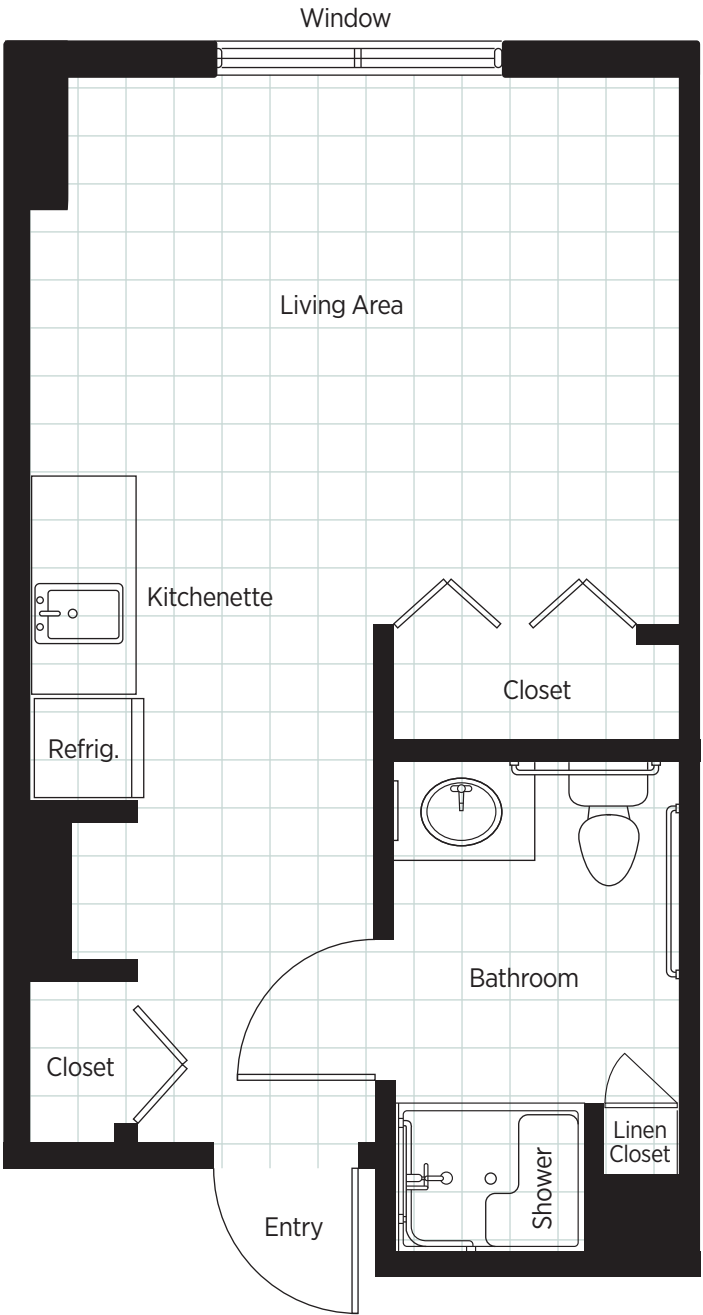 Window
Living Area
Kitchenette
Closet
Refrig.
Bathroom
Closet
Linen
Closet
Shower
Entry